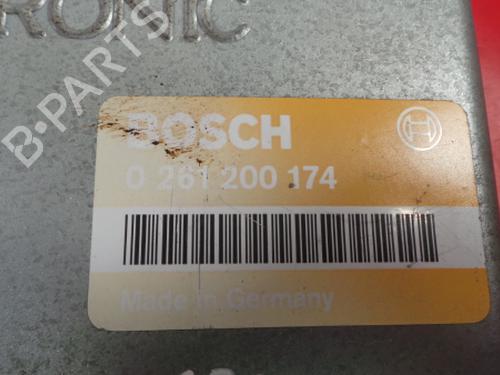 RONIC
B-PARTS
BOSCH
0 261 200 174
Made in Germany